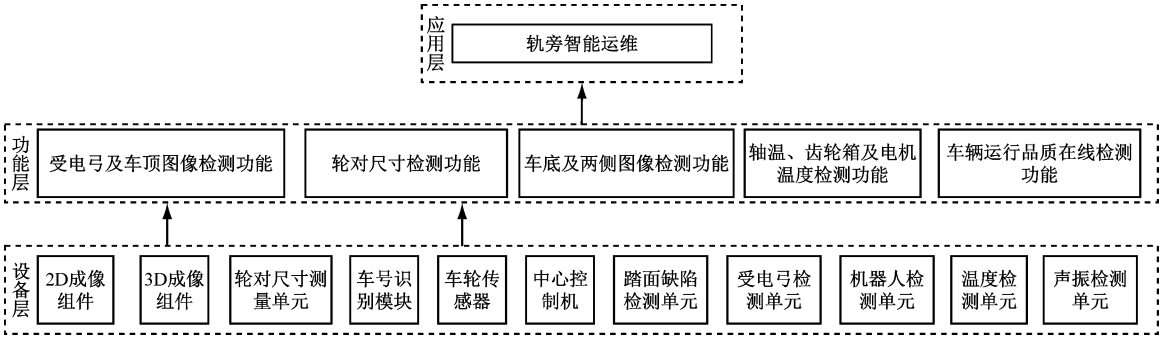 应用层
轨旁智能运维
功能层
受电弓及车顶图像检测功能
轮对尺寸检测功能
车底及两侧图像检测功能
轴温、齿轮箱及电机
温度检测功能
车辆运行品质在线检测
功能
设备层
2D成像
组件
3D成像
组件
轮对尺寸测
量单元
车号识
别模块
车轮传
感器
中心控
制机
踏面缺陷
检测单元
受电弓检
测单元
机器人检
测单元
温度检
测单元
声振检测
单元